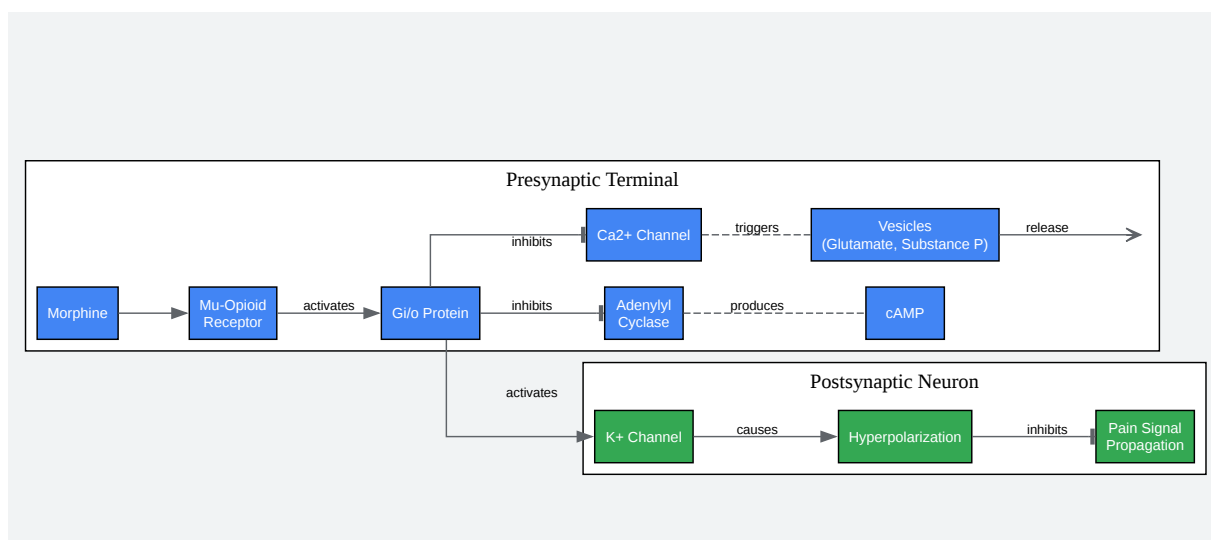 Presynaptic Terminal
inhibits
Ca2+ Channel
triggers
Vesicles
(Glutamate, Substance P)
release
Morphine
Mu-Opioid
Receptor
activates
Gi/o Protein
inhibits
Adenylyl
Cyclase
produces
cAMP
activates
Postsynaptic Neuron
K+ Channel
causes
Hyperpolarization
inhibits
Pain Signal
Propagation